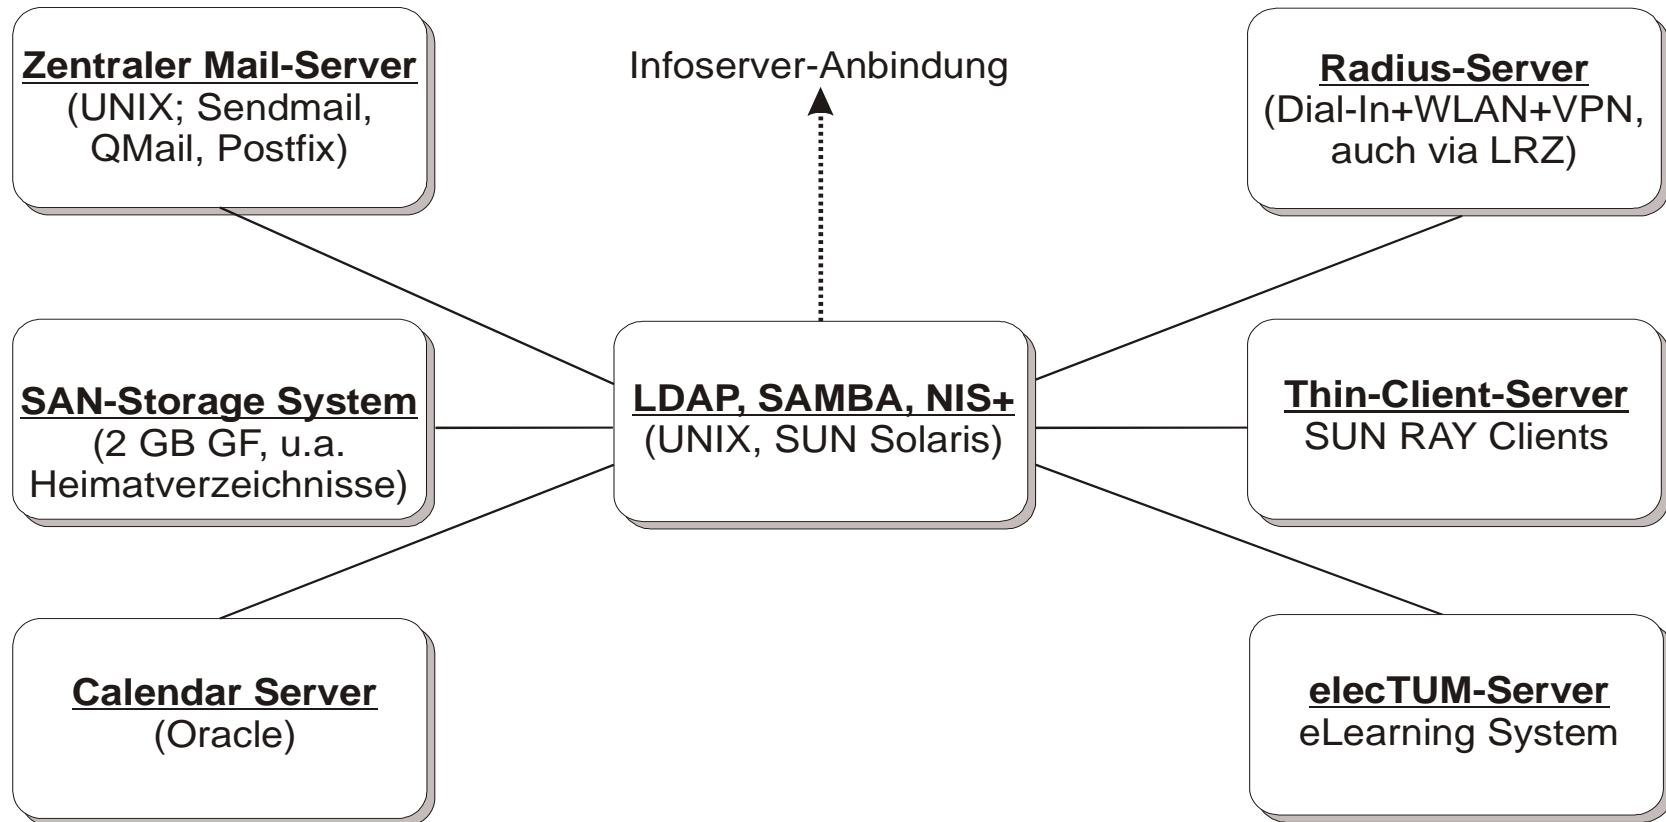 Zentraler Mail-Server
(UNIX; Sendmail,
QMail, Postfix)
Infoserver-Anbindung
Radius-Server
(Dial-In+WLAN+VPN,
auch via LRZ)
SAN-Storage System
(2 GB GF, u.a.
Heimatverzeichnisse)
LDAP, SAMBA, NIS+
(UNIX, SUN Solaris)
Thin-Client-Server
SUN RAY Clients
Calendar Server
(Oracle)
elecTUM-Server
eLearning System